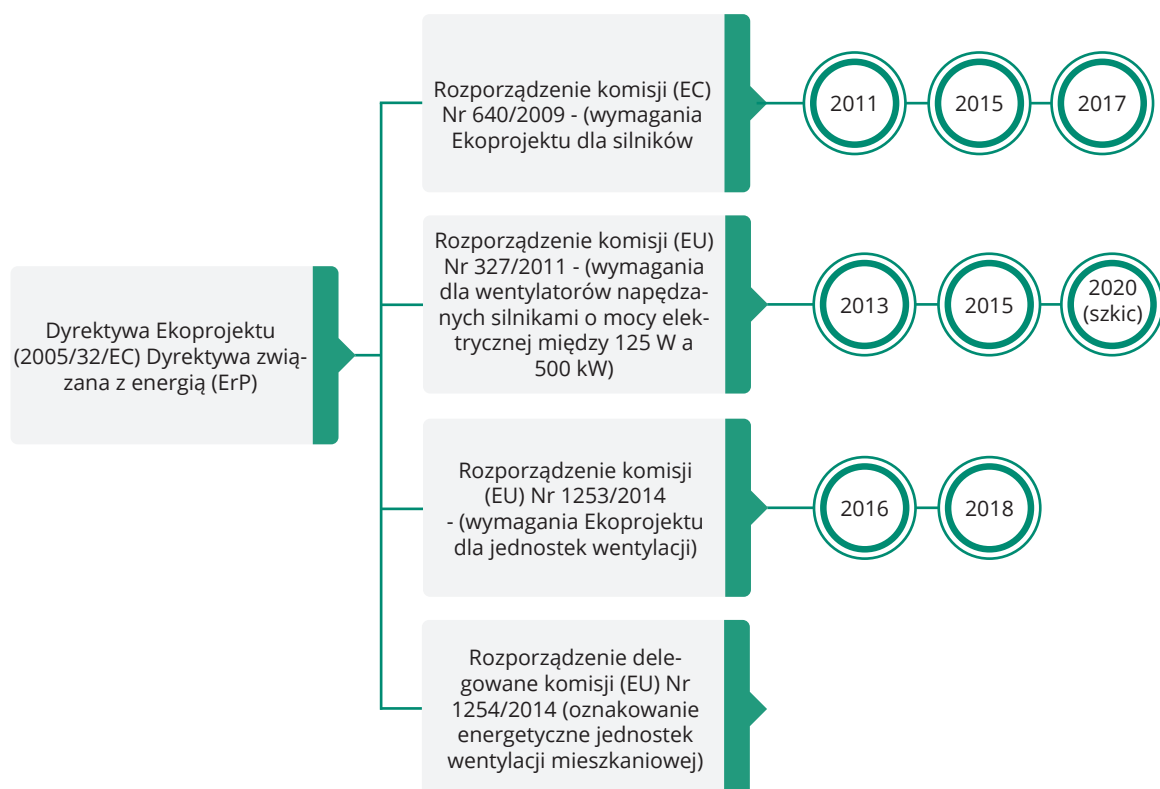 Rozporządzenie komisji (EC)
Nr 640/2009 - (wymagania
Ekoprojektu dla silników
2011
2015
2017
Rozporządzenie komisji (EU)
Nr 327/2011 - (wymagania
dla wentylatorów napędza-
nych silnikami o mocy elek-
trycznej między 125 W a
500 kW)
2013
2015
2020
(szkic)
Dyrektywa Ekoprojektu
(2005/32/EC) Dyrektywa zwią-
zana z energią (ErP)
Rozporządzenie komisji
(EU) Nr 1253/2014
- (wymagania Ekoprojektu
dla jednostek wentylacji)
2016
2018
Rozporządzenie dele-
gowane komisji (EU) Nr
1254/2014 (oznakowanie
energetyczne jednostek
wentylacji mieszkaniowej)